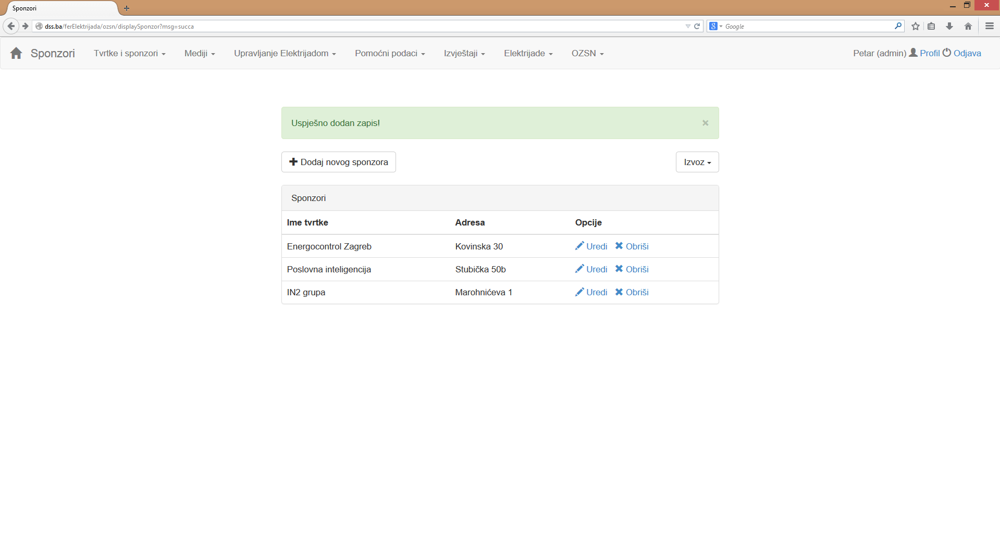 Sponzori
dss.ba/ferElektrijada/ozsn/displaySponzor?msg=succa
Google
Sponzori Tvrtke i sponzori Mediji Upravljanje Elektrijadom Pomoćni podaci Izvještaji Elektrijade OZSN Petar (admin) Profil Odjava
Uspješno dodan zapis!
Dodaj novog sponzora Izvoz
Sponzori
Ime tvrtke Adresa Opcije
Energocontrol Zagreb Kovinska 30 Uredi Obriši
Poslovna inteligencija Stubička 50b Uredi Obriši
IN2 grupa Marohnićeva 1 Uredi Obriši